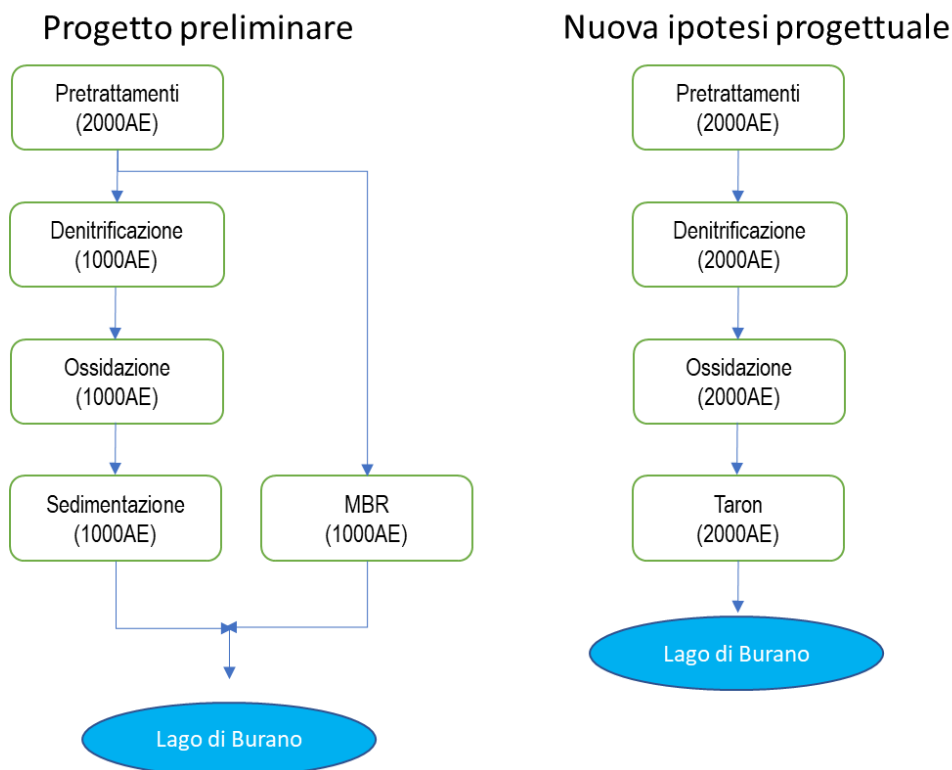 Progetto preliminare
Pretrattamenti
(2000AE)
Denitrificazione
(1000AE)
Ossidazione
(1000AE)
Sedimentazione
(1000AE)
MBR
(1000AE)
Lago di Burano
Nuova ipotesi progettuale
Pretrattamenti
(2000AE)
Denitrificazione
(2000AE)
Ossidazione
(2000AE)
Taron
(2000AE)
Lago di Burano